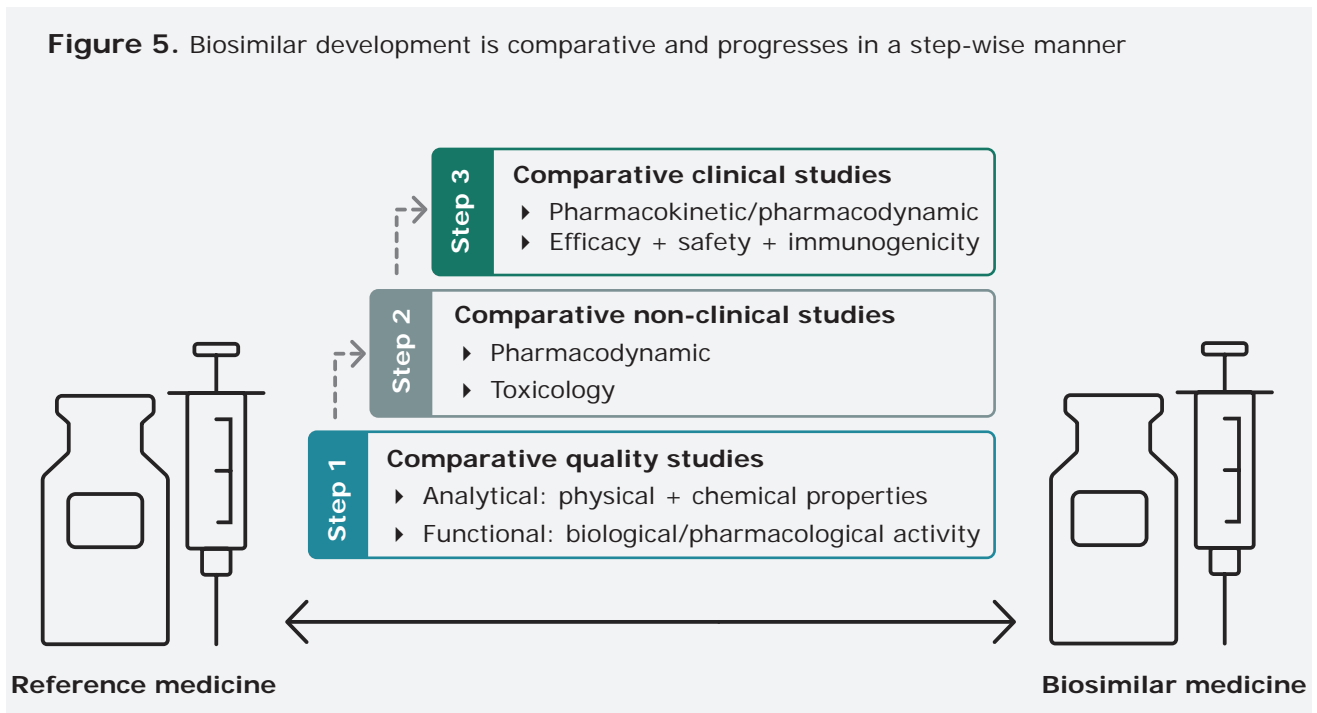 Figure 5. Biosimilar development is comparative and progresses in a step-wise manner
Step 3
Comparative clinical studies
Pharmacokinetic/pharmacodynamic
Efficacy + safety + immunogenicity
Step 2
Comparative non-clinical studies
Pharmacodynamic
Toxicology
Step 1
Comparative quality studies
Analytical: physical + chemical properties
Functional: biological/pharmacological activity
Reference medicine
Biosimilar medicine